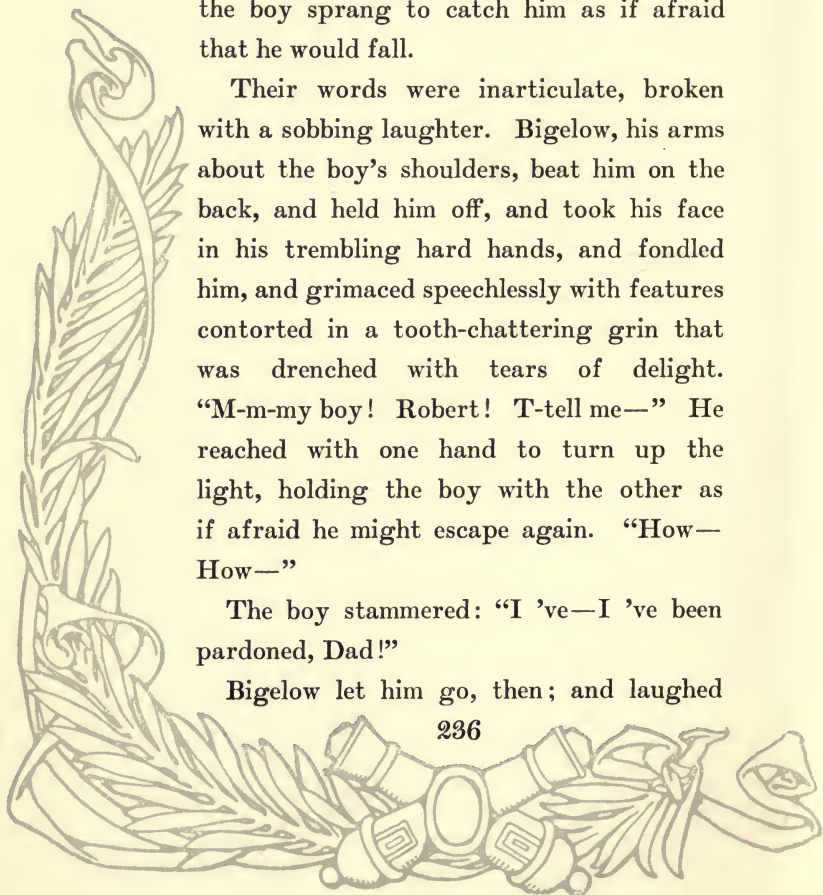 the boy sprang to catch him as if afraid
that he would fall.
Their words were inarticulate, broken
with a sobbing laughter. Bigelow, his arms
about the boy's shoulders, beat him on the
back, and held him off, and took his face
in his trembling hard hands, and fondled
him, and grimaced speechlessly with features
contorted in a tooth-chattering grin that
was drenched with tears of delight.
“M-m-my boy! Robert! T-tell me—” He
reached with one hand to turn up the
light, holding the boy with the other as
if afraid he might escape again. “How—
How—”
The boy stammered: “I 've—I 've been
pardoned, Dad!”
Bigelow let him go, then; and laughed
236